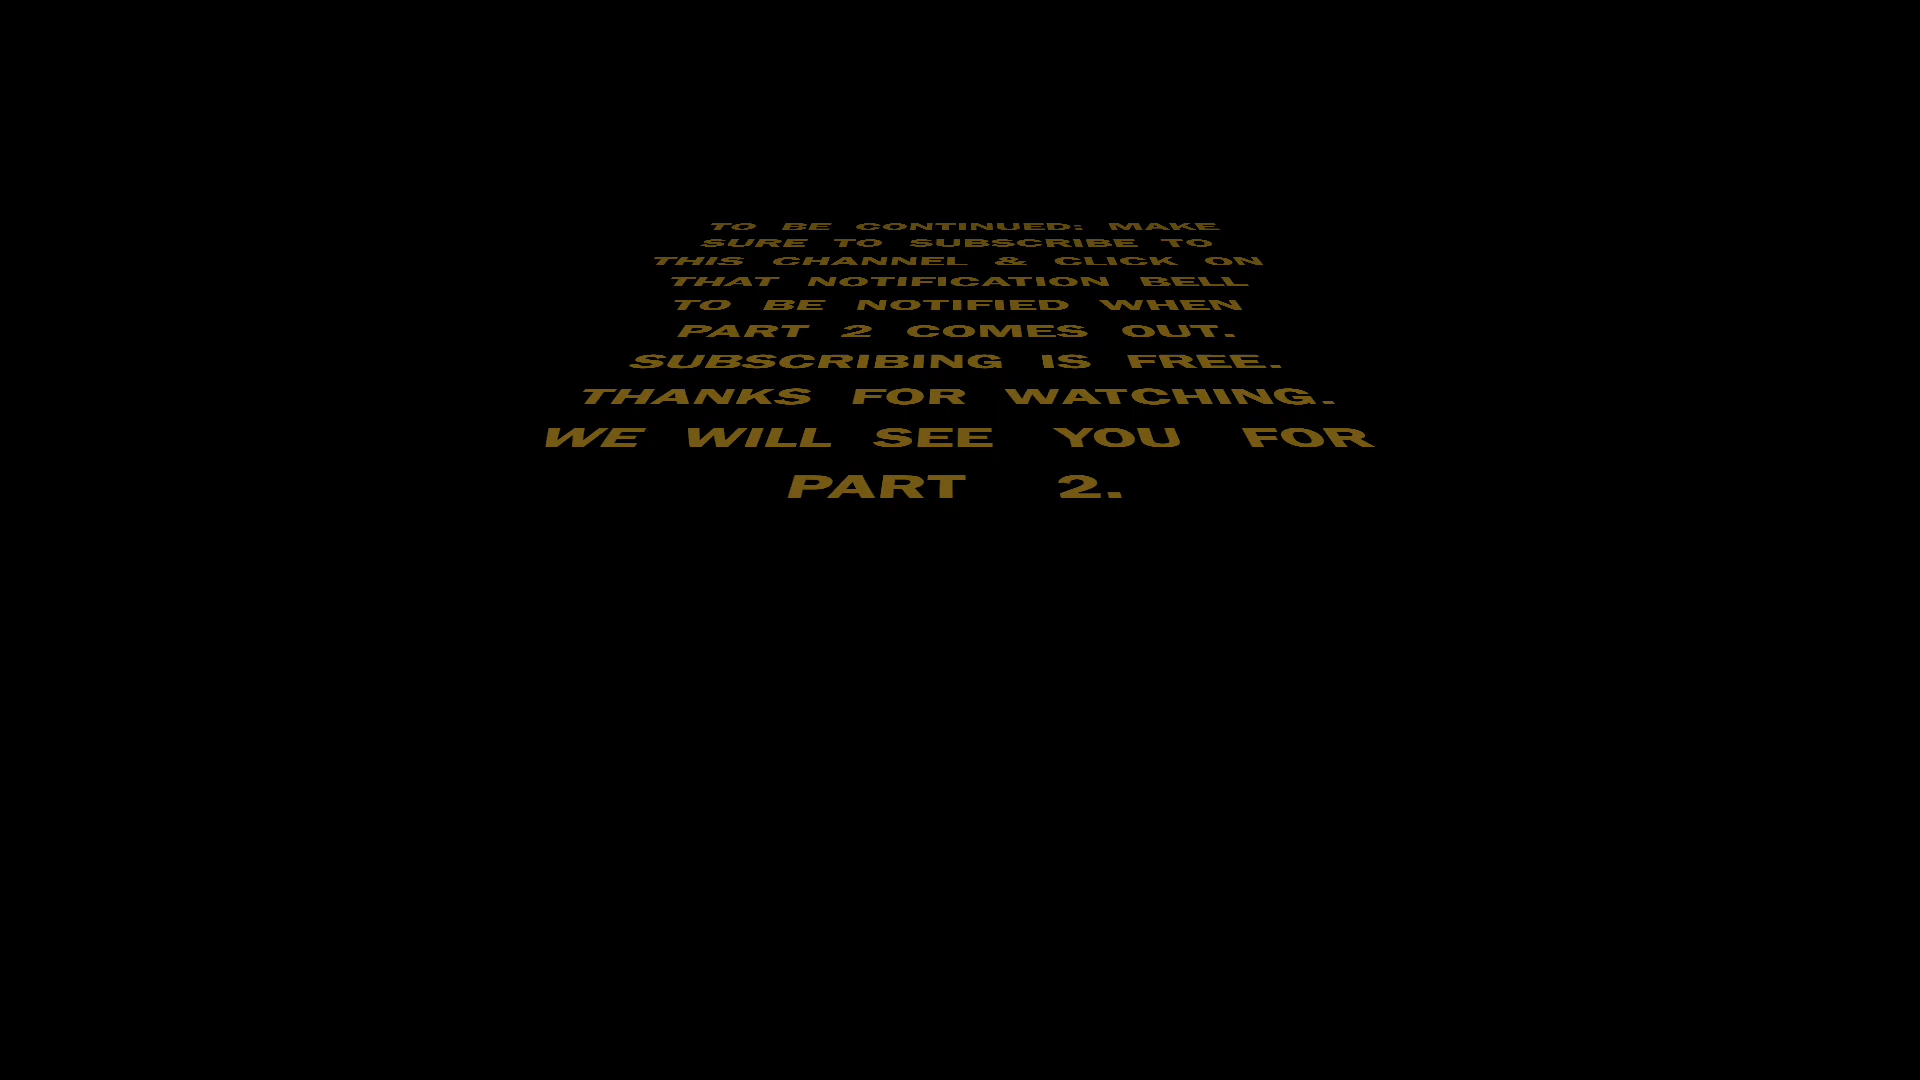 TO BE CONTINUED: MAKE
SURE TO SUBSCRIBE TO
THIS CHANNEL & CLICK ON
THAT NOTIFICATION BELL
TO BE NOTIFIED WHEN
PART 2 COMES OUT.
SUBSCRIBING IS FREE.
THANKS FOR WATCHING.
WE WILL SEE YOU FOR
PART 2.